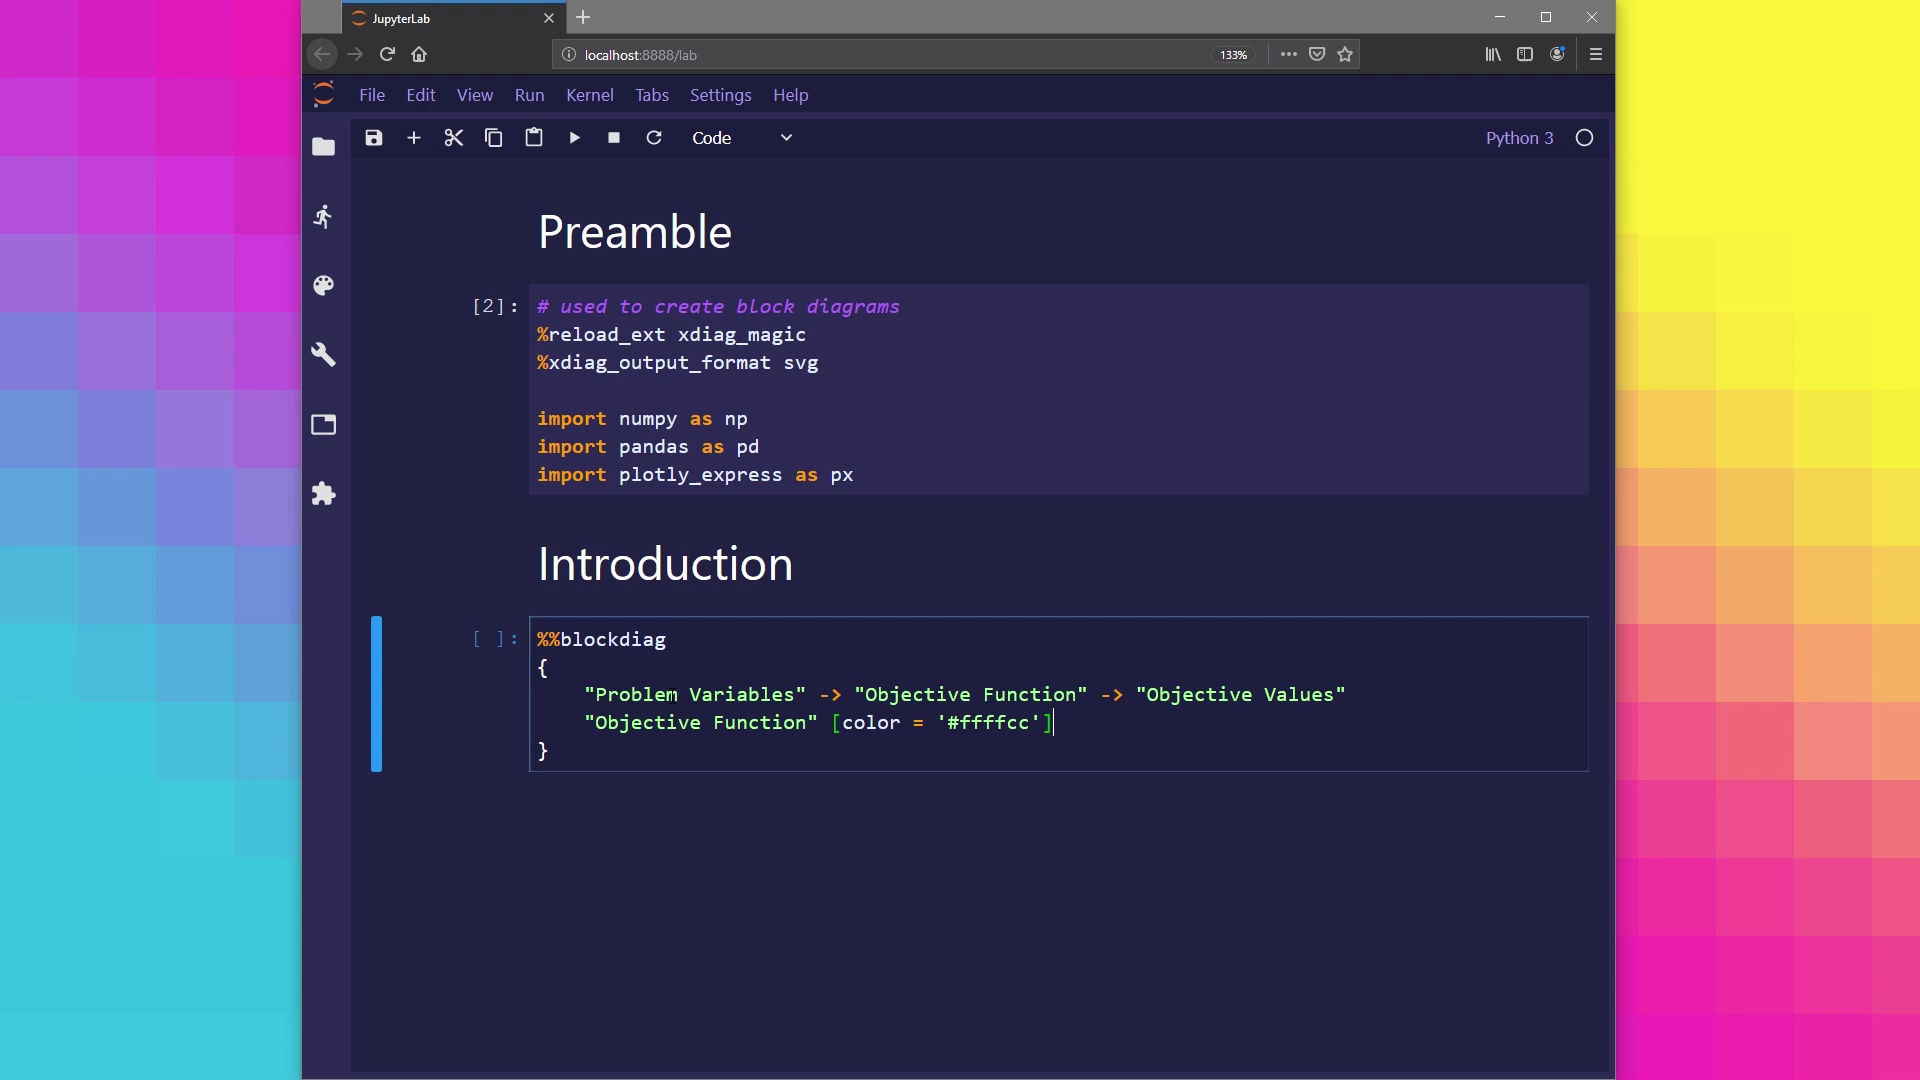 JupyterLab
localhost:8888/lab
133%
File Edit View Run Kernel Tabs Settings Help
Code
Python 3
Preamble
[2]:
# used to create block diagrams
%reload_ext xdiag_magic
%xdiag_output_format svg
import numpy as np
import pandas as pd
import plotly_express as px
Introduction
[ ]:
%%blockdiag
{
"Problem Variables" -> "Objective Function" -> "Objective Values"
"Objective Function" [color = '#ffffcc']
}